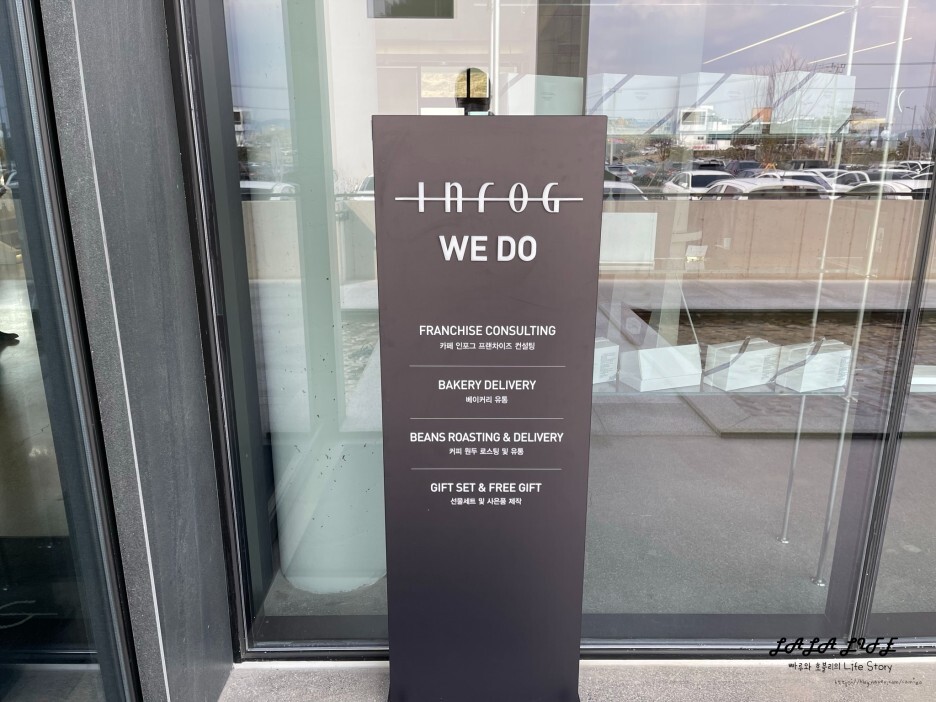 INFOG
WE DO
FRANCHISE CONSULTING
카페 인포그 프랜차이즈 컨설팅
BAKERY DELIVERY
베이커리 유통
BEANS ROASTING & DELIVERY
커피 원두 로스팅 및 유통
GIFT SET & FREE GIFT
선물세트 및 사은품 제작
LALA LIFE
Life Story